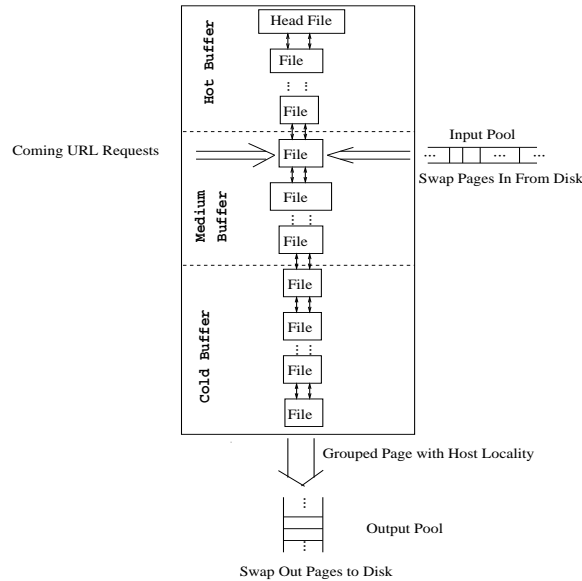 Head File
File
Hot Buffer
File
Coming URL Requests
File
Input Pool
Swap Pages In From Disk
File
Medium
Buffer
File
File
File
Cold Buffer
File
File
Grouped Page with Host Locality
Output Pool
Swap Out Pages to Disk